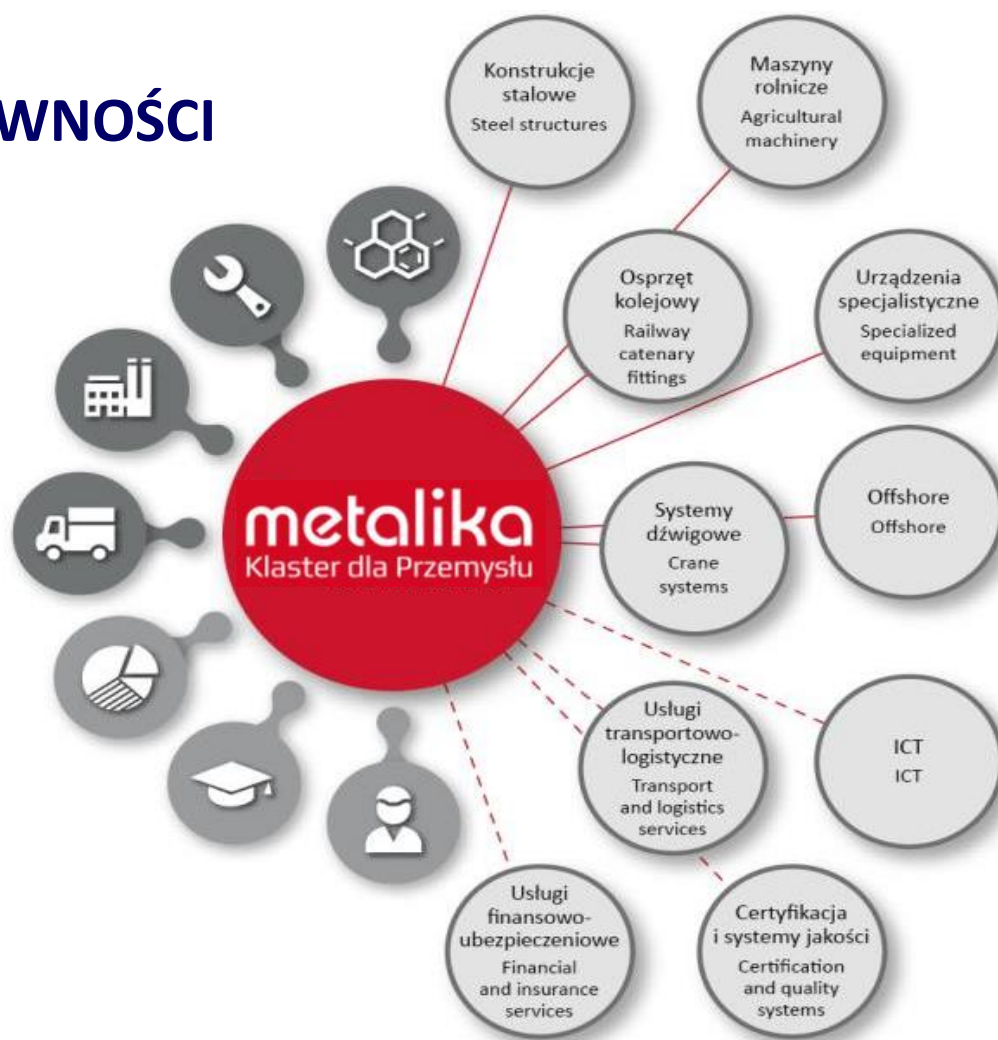 WNOŚCI
Konstrukcje
stalowe
Steel structures
Maszyny
rolnicze
Agricultural
machinery
Osprzęt
kolejowy
Railway
catenary
fittings
Urządzenia
specjalistyczne
Specialized
equipment
metalika
Klaster dla Przemysłu
Systemy
dźwigowe
Crane
systems
Offshore
Offshore
Usługi
transportowo-
logistyczne
Transport
and logistics
services
ICT
ICT
Usługi
finansowo-
ubezpieczeniowe
Financial
and insurance
services
Certyfikacja
i systemy jakości
Certification
and quality
systems